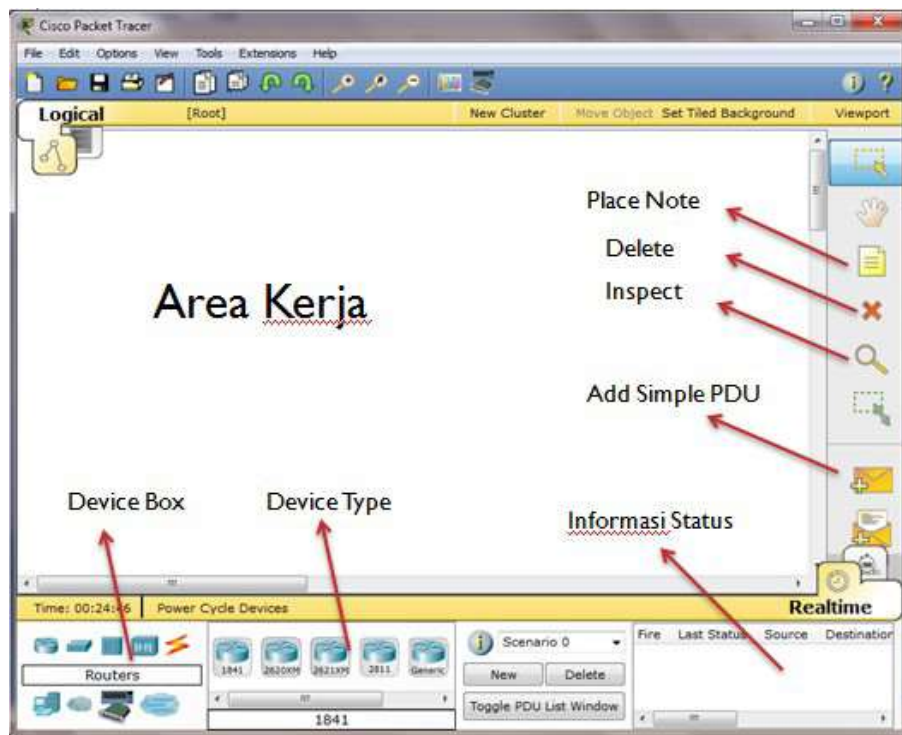 Cisco Packet Tracer
File Edit Options View Tools Extensions Help
Logical [Root] New Cluster Move Object Set Tiled Background Viewport
Place Note
Delete
Inspect
Area Kerja
Add Simple PDU
Device Box Device Type
Informasi Status
Time: 00:24:46 Power Cycle Devices Realtime
Scenario 0 Fire Last Status Source Destination
1841 2620XM 2621XM 2811 Generic
Routers New Delete
Toggle PDU List Window
1841